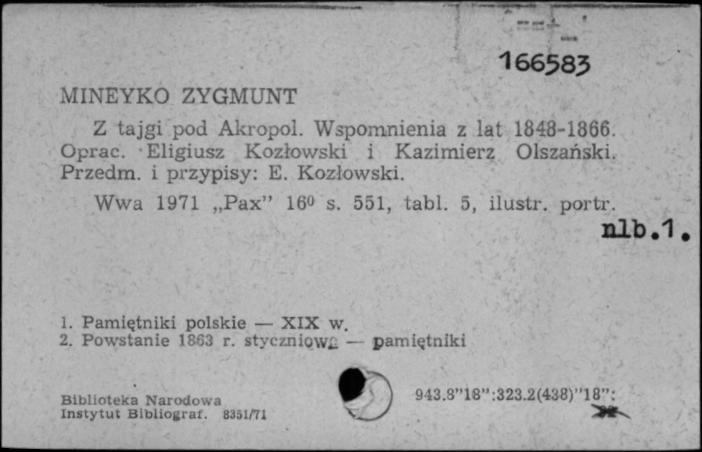 166583
MINEYKO ZYGMUNT
Z tajgi pod Akropol. Wspomnienia z lat 1848-1866.
Oprac. Eligiusz Kozłowski i Kazimierz Olszański.
Przedm. i przypisy: E. Kozłowski.
Wwa 1971 „Pax” 16⁰ s. 551, tabl. 5, ilustr. portr.
nlb.1.
1. Pamiętniki polskie — XIX w.
2. Powstanie 1863 r. styczniowe — pamiętniki
Biblioteka Narodowa
Instytut Bibliograf. 8351/71
943.8”18”:323.2(438)”18”: